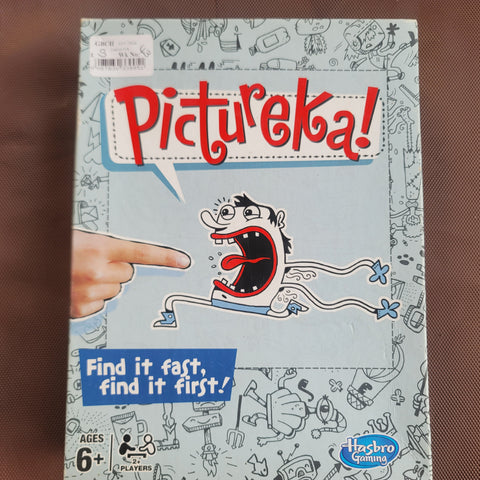 Pictureka!
Find it fast,
find it first!
AGES
6+
2+
PLAYERS
Hasbro
Gaming